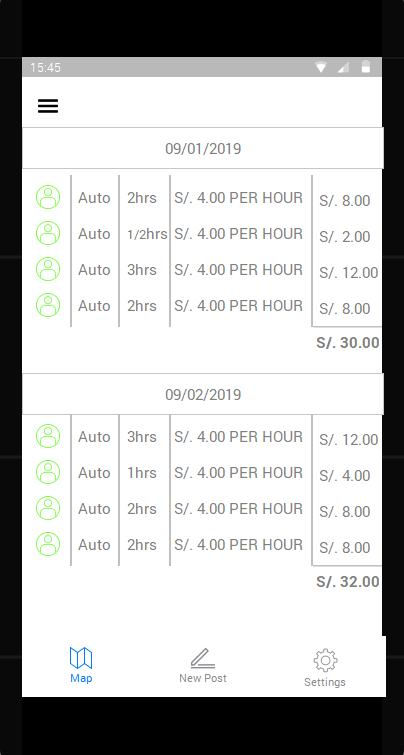 15:45
09/01/2019
Auto 2hrs S/. 4.00 PER HOUR S/. 8.00
Auto 1/2hrs S/. 4.00 PER HOUR S/. 2.00
Auto 3hrs S/. 4.00 PER HOUR S/. 12.00
Auto 2hrs S/. 4.00 PER HOUR S/. 8.00
S/. 30.00
09/02/2019
Auto 3hrs S/. 4.00 PER HOUR S/. 12.00
Auto 1hrs S/. 4.00 PER HOUR S/. 4.00
Auto 2hrs S/. 4.00 PER HOUR S/. 8.00
Auto 2hrs S/. 4.00 PER HOUR S/. 8.00
S/. 32.00
Map New Post Settings